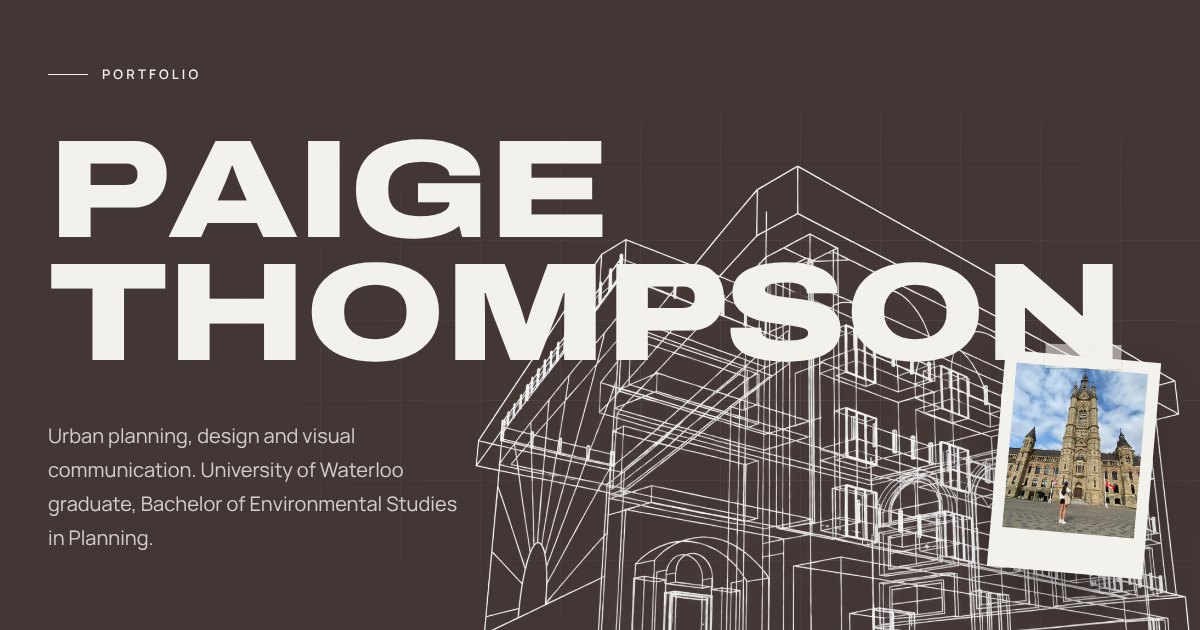 PORTFOLIO
PAIGE
THOMPSON
Urban planning, design and visual
communication. University of Waterloo
graduate, Bachelor of Environmental Studies
in Planning.